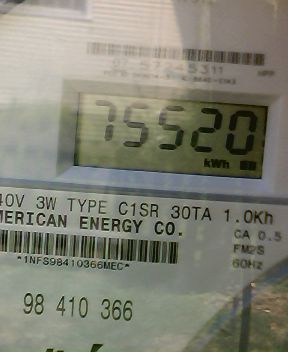 75520
kWh
40V 3W TYPE C1SR 30TA 1.0Kh
MERICAN ENERGY CO.
CA 0.5
FM2S
60Hz
*1NFS98410366MEC*
98 410 366